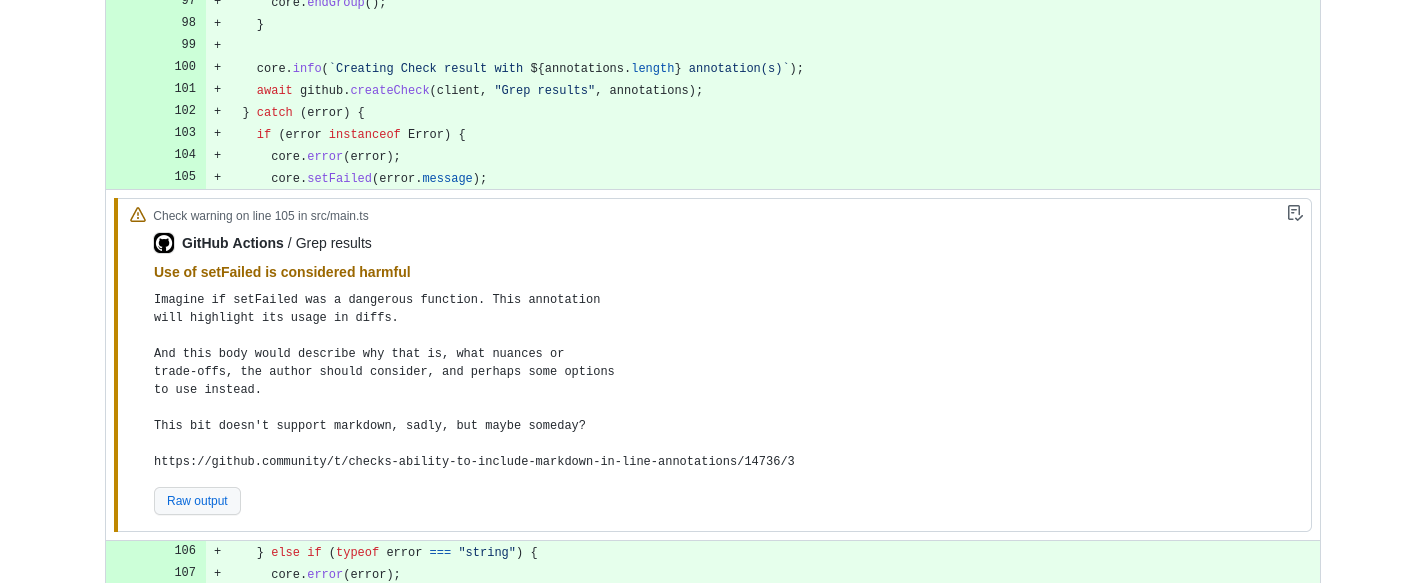 97 + core.endGroup();
98 + }
99 +
100 + core.info(`Creating Check result with ${annotations.length} annotation(s)`);
101 + await github.createCheck(client, "Grep results", annotations);
102 + } catch (error) {
103 + if (error instanceof Error) {
104 + core.error(error);
105 + core.setFailed(error.message);
Check warning on line 105 in src/main.ts
GitHub Actions / Grep results
Use of setFailed is considered harmful
Imagine if setFailed was a dangerous function. This annotation
will highlight its usage in diffs.
And this body would describe why that is, what nuances or
trade-offs, the author should consider, and perhaps some options
to use instead.
This bit doesn't support markdown, sadly, but maybe someday?
https://github.community/t/checks-ability-to-include-markdown-in-line-annotations/14736/3
Raw output
106 + } else if (typeof error === "string") {
107 + core.error(error);